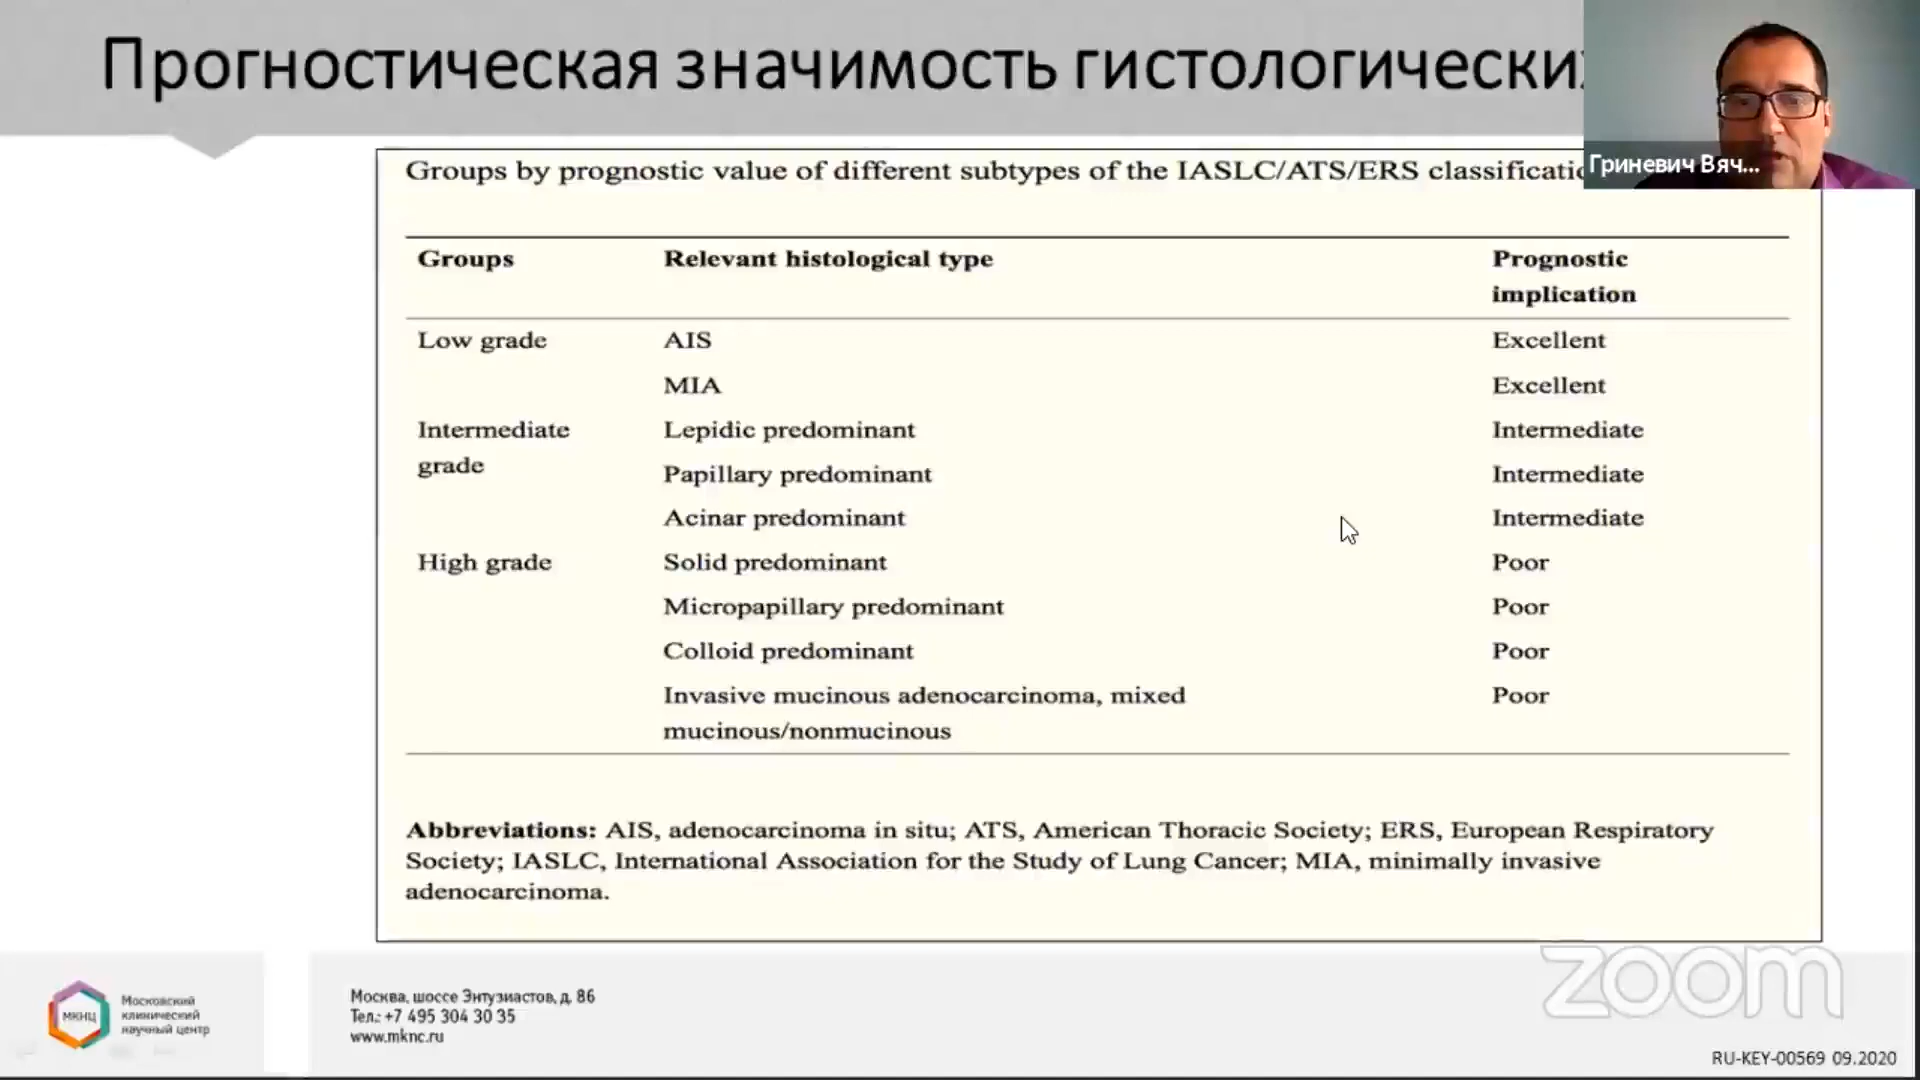 Прогностическая значимость гистологических
Гриневич Вяч...
Groups by prognostic value of different subtypes of the IASLC/ATS/ERS
Groups Relevant histological type Prognostic
implication
Low grade AIS Excellent
MIA Excellent
Intermediate Lepidic predominant Intermediate
grade
Papillary predominant Intermediate
Acinar predominant Intermediate
High grade Solid predominant Poor
Micropapillary predominant Poor
Colloid predominant Poor
Invasive mucinous adenocarcinoma, mixed Poor
mucinous/nonmucinous
Abbreviations: AIS, adenocarcinoma in situ; ATS, American Thoracic Society; ERS, European Respiratory
Society; IASLC, International Association for the Study of Lung Cancer; MIA, minimally invasive
adenocarcinoma.
zoom
МКНЦ
Московский
клинический
научный центр
Москва, шоссе Энтузиастов, д. 86
Тел.: +7 495 304 30 35
www.mknc.ru
RU-KEY-00569 09.2020